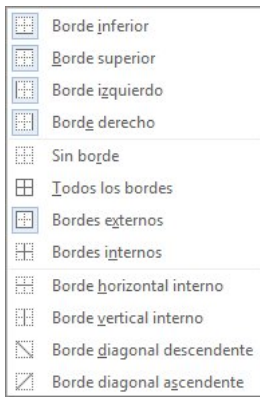 Borde inferior
Borde superior
Borde izquierdo
Borde derecho
Sin borde
Todos los bordes
Bordes externos
Bordes internos
Borde horizontal interno
Borde vertical interno
Borde diagonal descendente
Borde diagonal ascendente